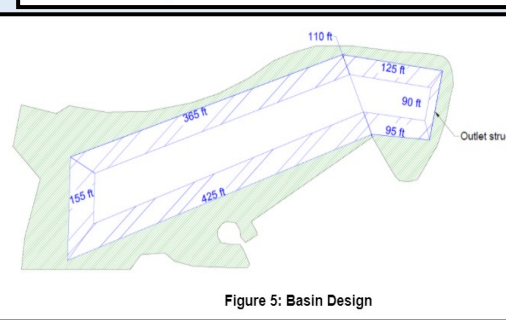 110 ft
125 ft
365 ft
90 ft
95 ft
Outlet stru
155 ft
425 ft
Figure 5: Basin Design